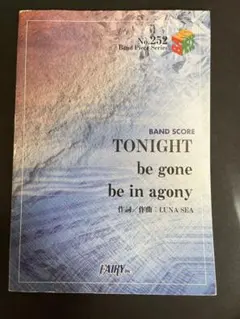 No.252
Band Piece Series
BAND SCORE
TONIGHT
be gone
be in agony
作詞／作曲：LUNA SEA
FAIRY INC.